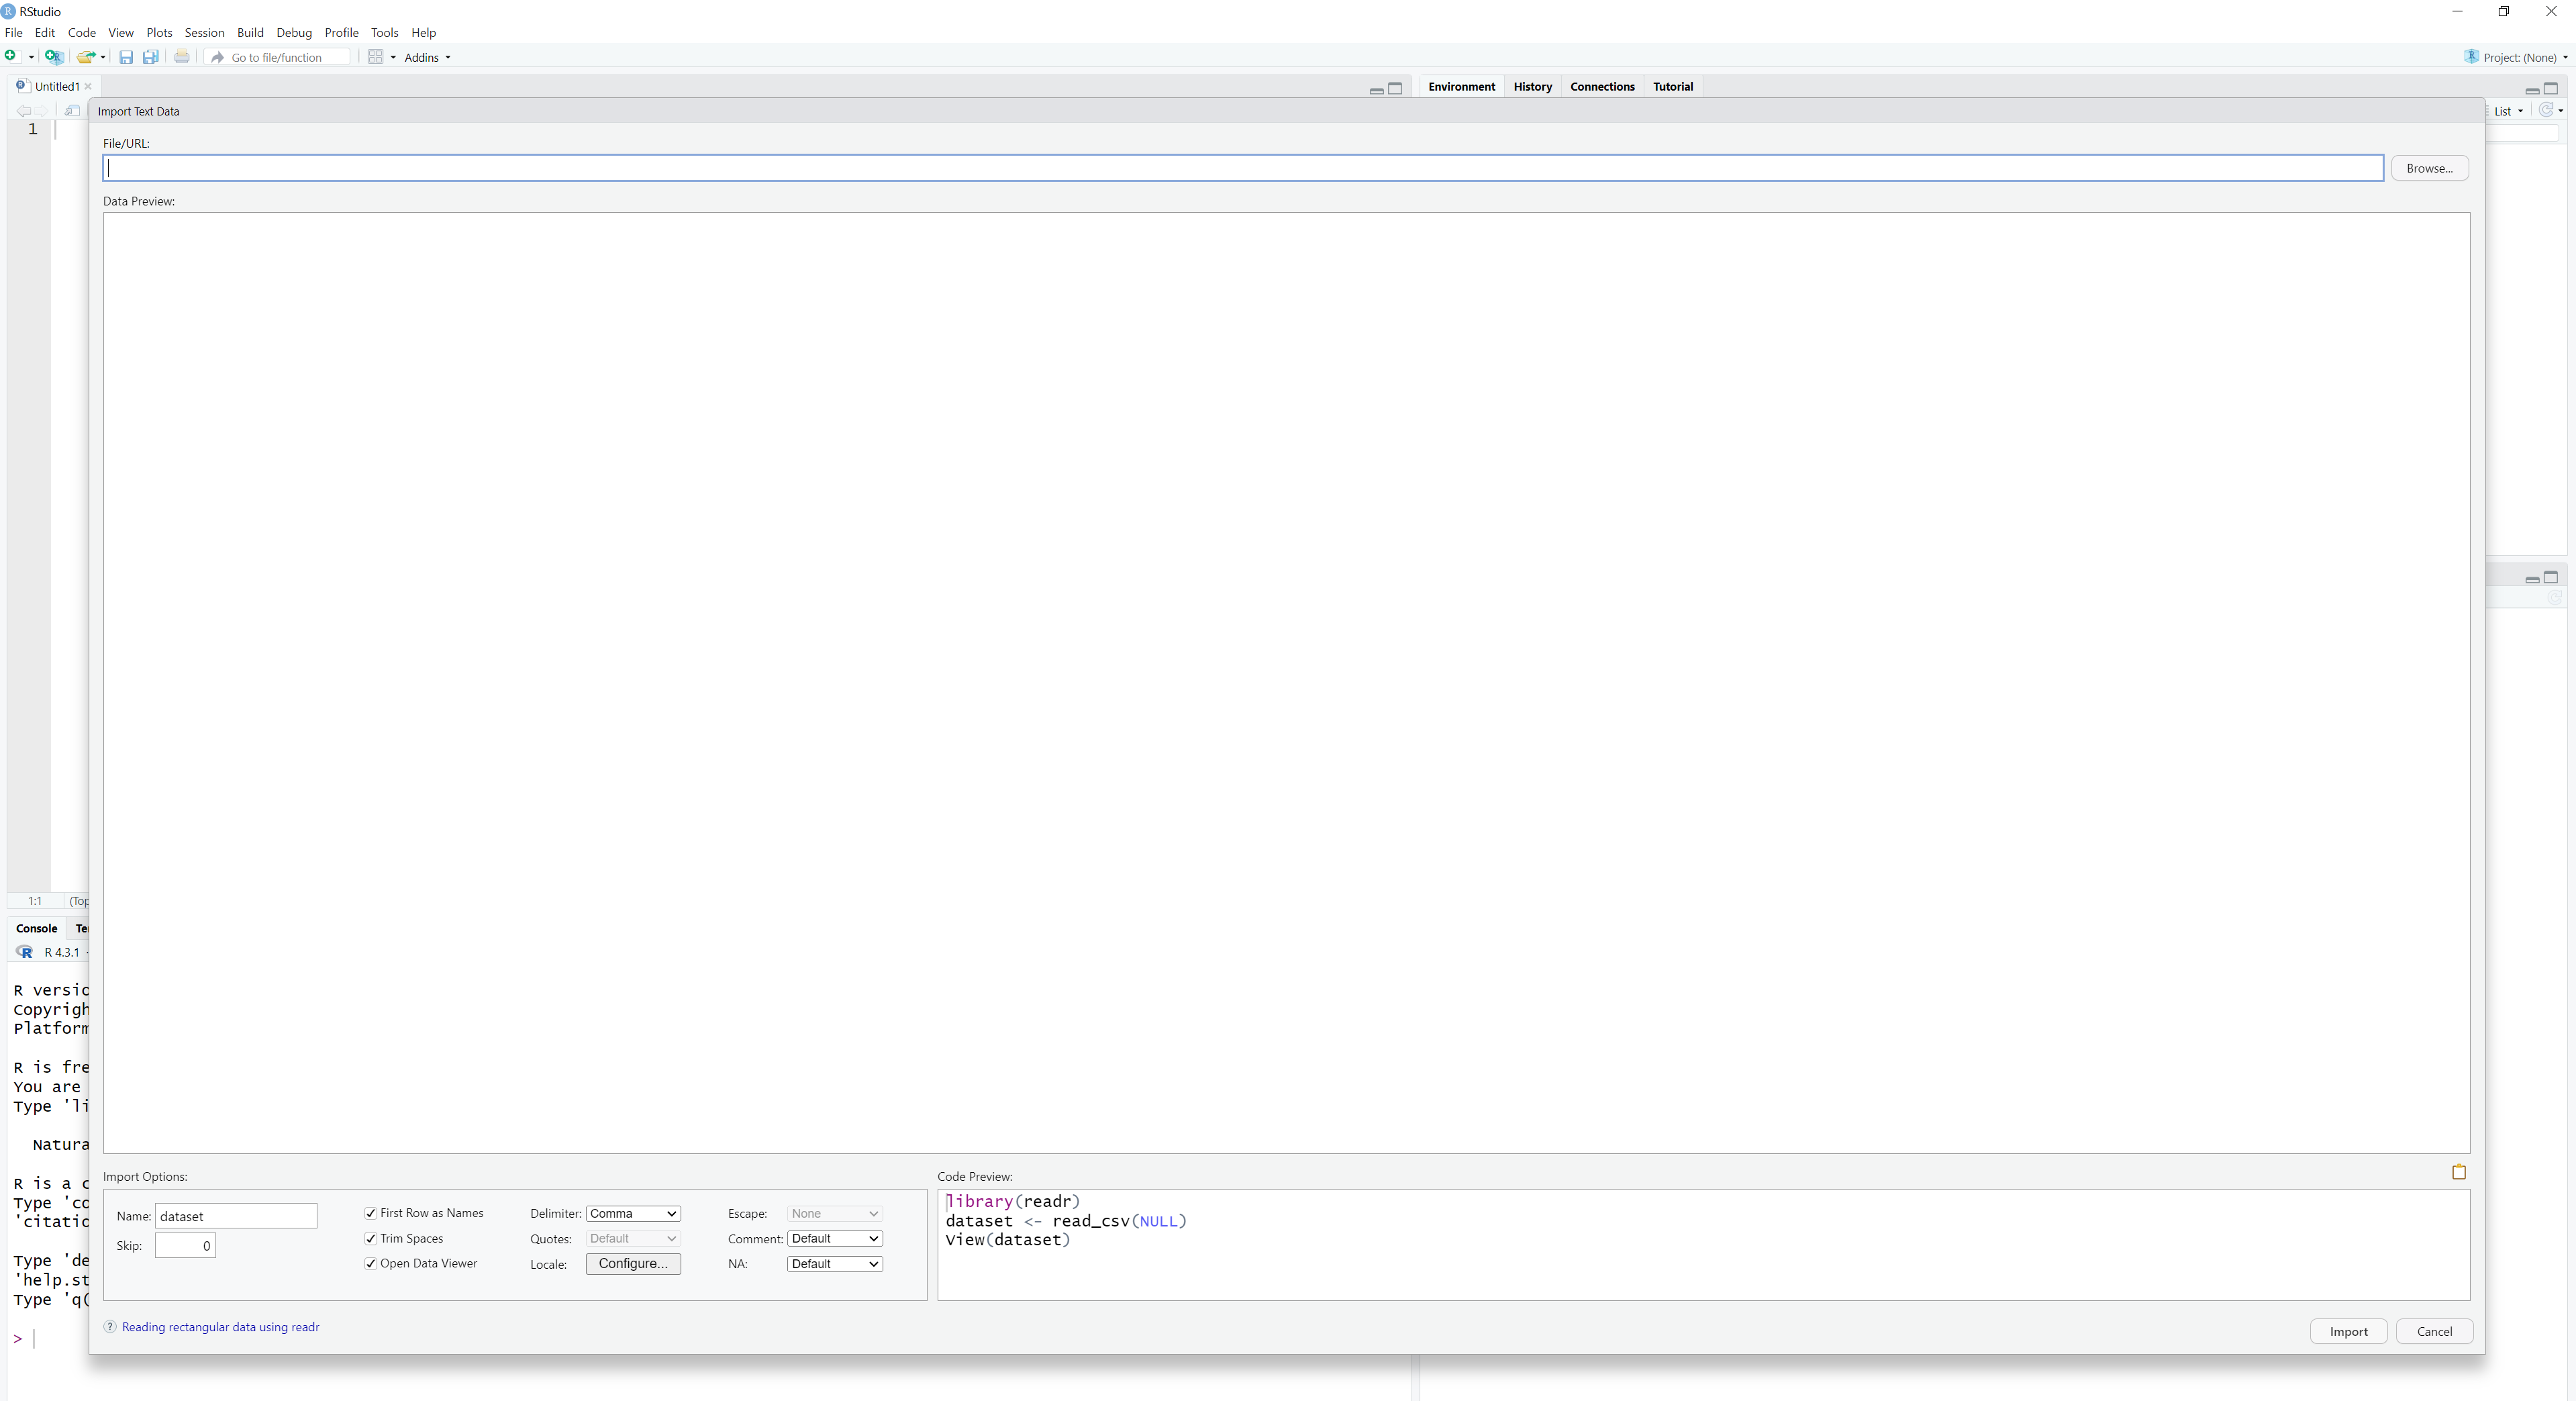 RStudio
File Edit Code View Plots Session Build Debug Profile Tools Help
Go to file/function Addins Project: (None)
Untitled1 Environment History Connections Tutorial
Import Text Data List
1
File/URL:
Browse...
Data Preview:
1:1 (Top
Console Te
R 4.3.1
R versio
Copyrigh
Platform
R is fre
You are
Type 'li
Natura
R is a c
Type 'co
'citatio
Type 'de
'help.st
Type 'q(
>
Import Options: Code Preview:
Name: dataset
Skip: 0
First Row as Names
Trim Spaces
Open Data Viewer
Delimiter: Comma
Quotes: Default
Locale: Configure...
Escape: None
Comment: Default
NA: Default
library(readr)
dataset <- read_csv(NULL)
View(dataset)
? Reading rectangular data using readr
Import Cancel